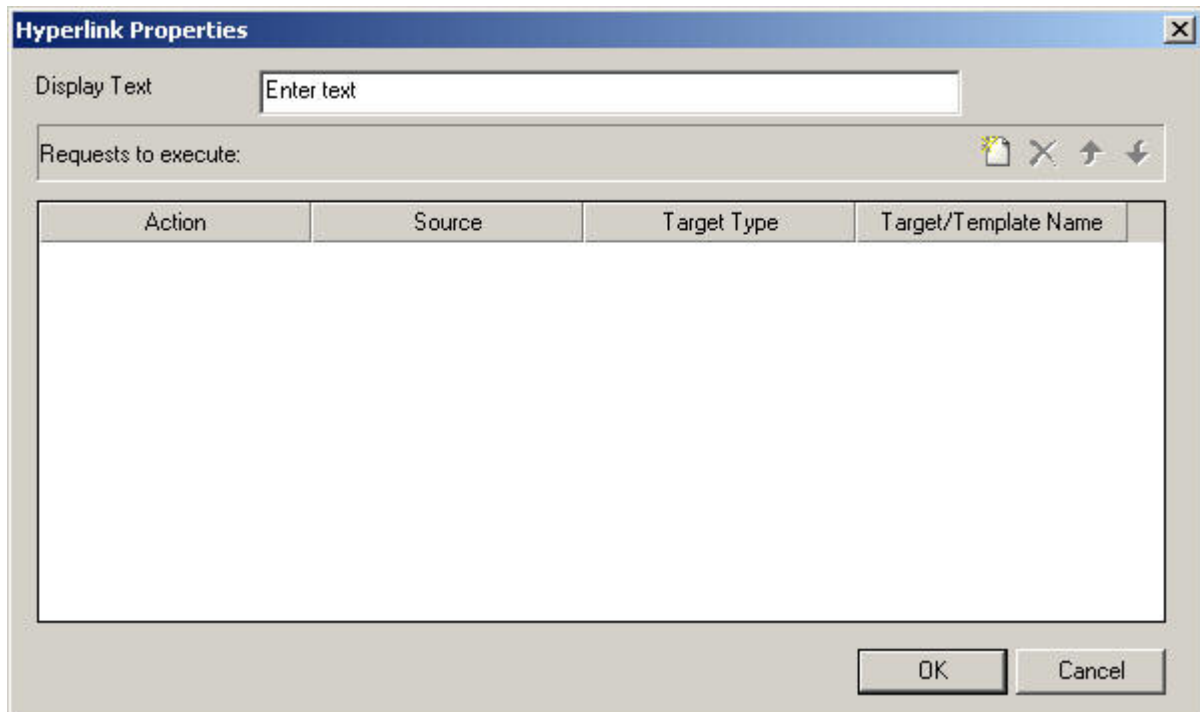 Hyperlink Properties
Display Text Enter text
Requests to execute:
Action Source Target Type Target/Template Name
OK Cancel